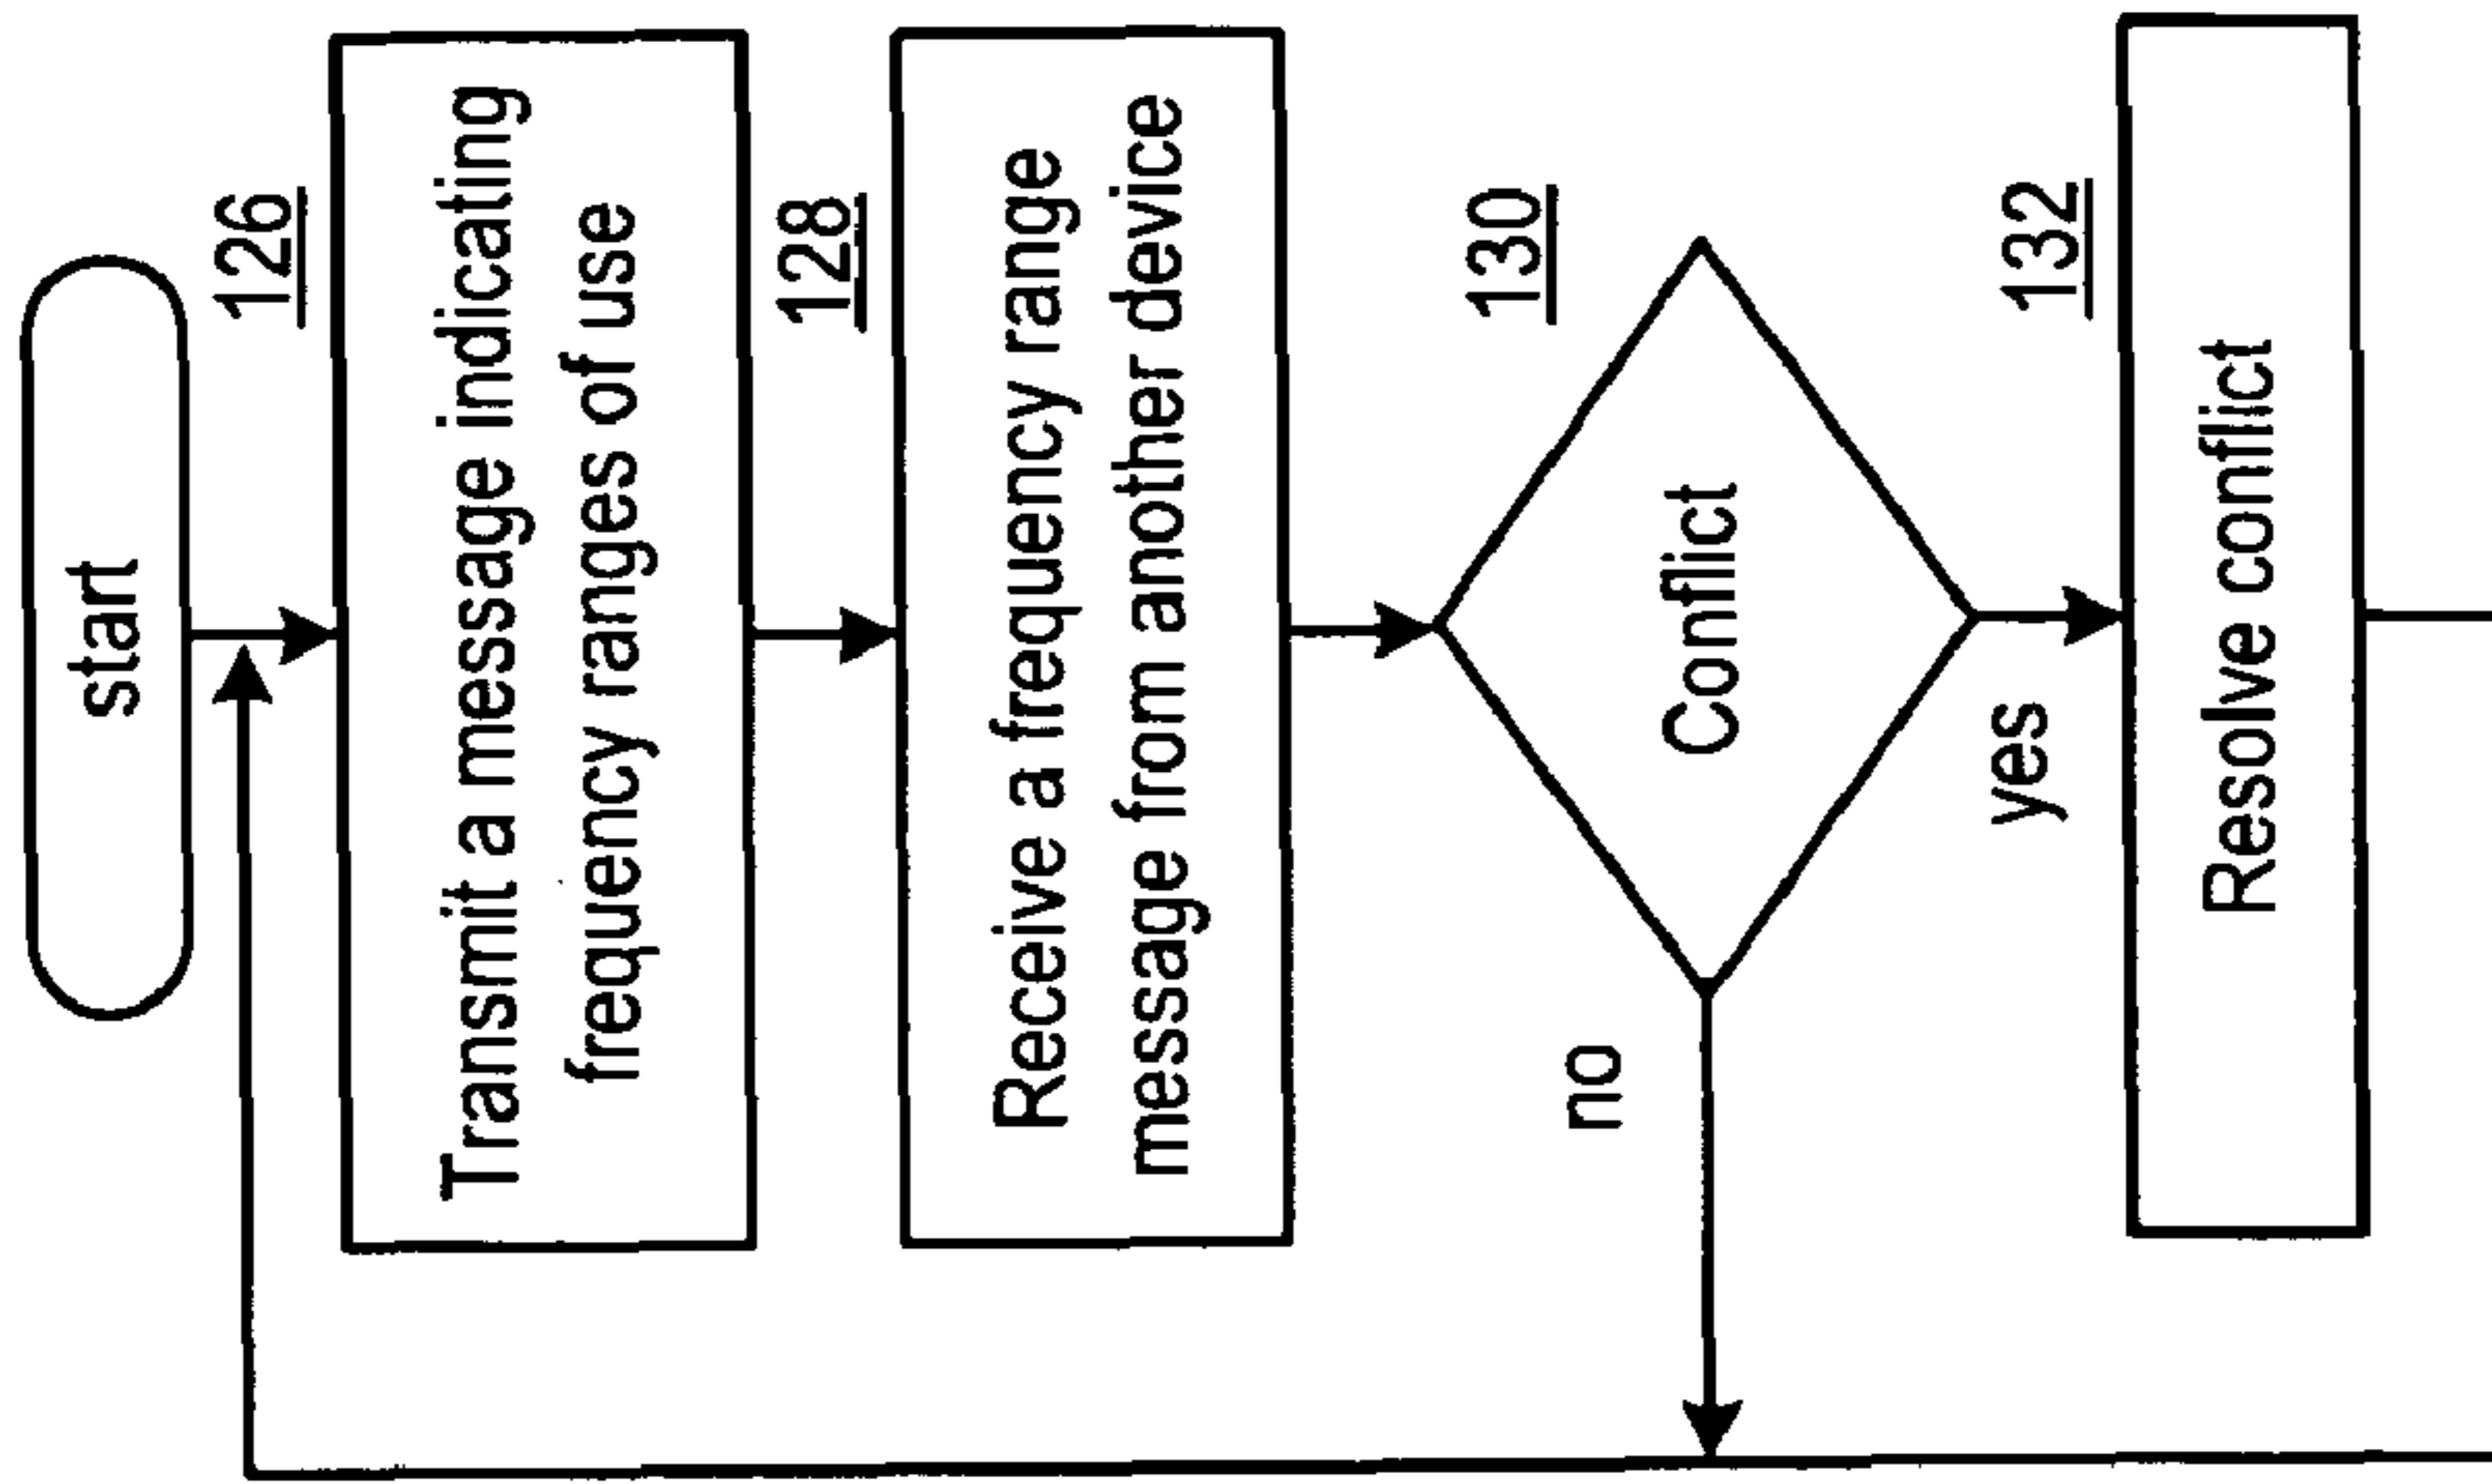 start
126
Transmit a message indicating
frequency ranges of use
128
Receive a frequency range
message from another device
130
Conflict
no
yes
132
Resolve conflict